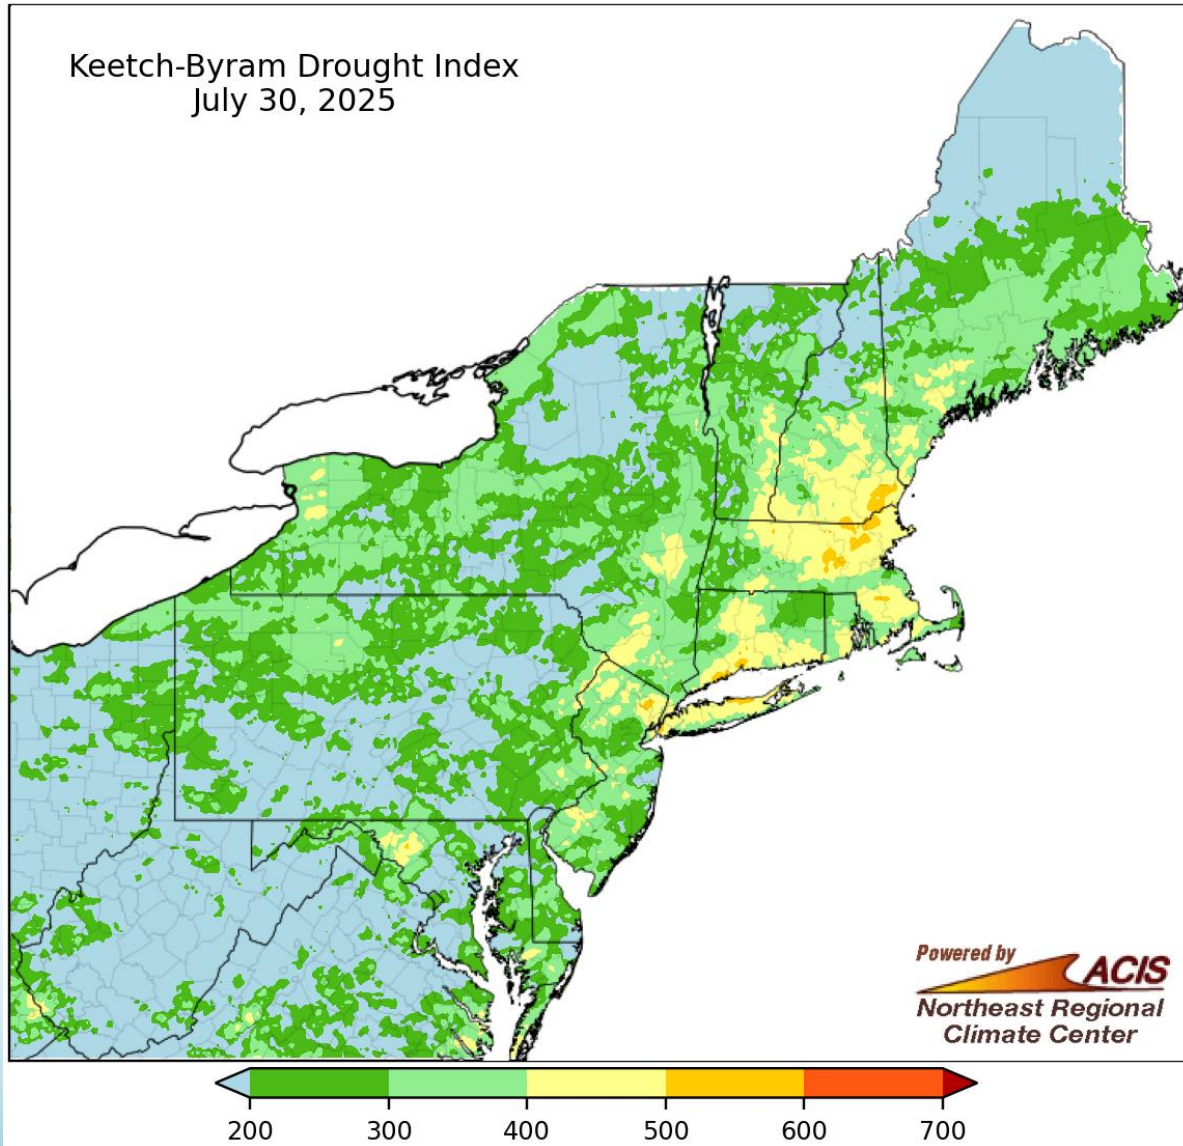 Keetch-Byram Drought Index
July 30, 2025
Powered by
ACIS
Northeast Regional
Climate Center
200 300 400 500 600 700